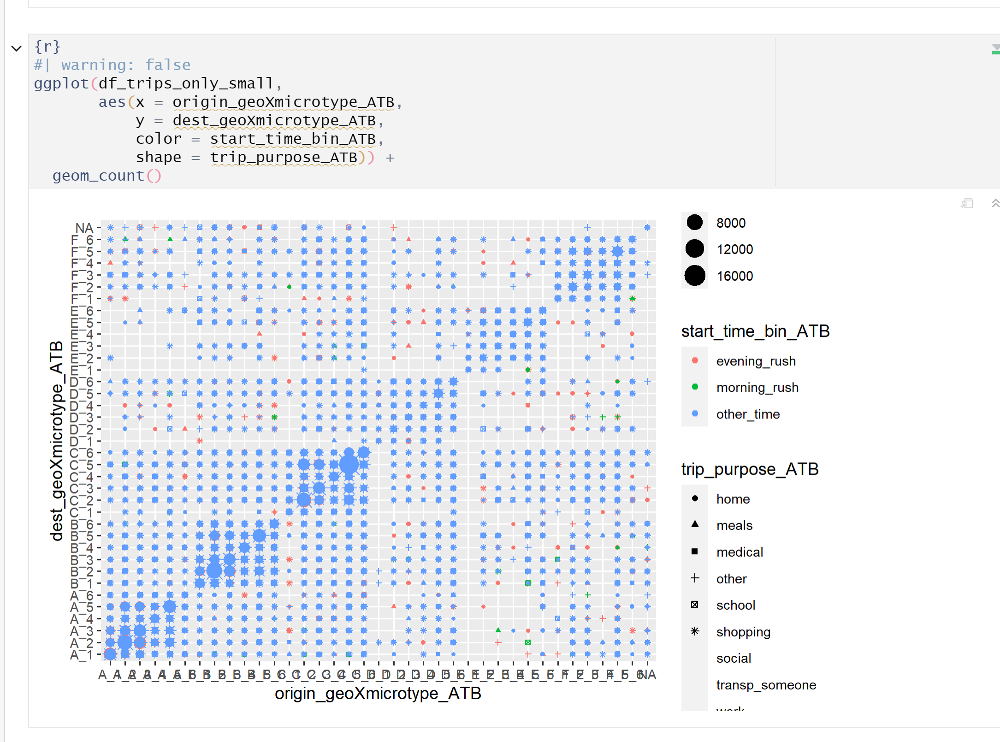 {r}
#| warning: false
ggplot(df_trips_only_small,
aes(x = origin_geoXmicrotype_ATB,
y = dest_geoXmicrotype_ATB,
color = start_time_bin_ATB,
shape = trip_purpose_ATB)) +
geom_count()
8000
12000
16000
start_time_bin_ATB
evening_rush
morning_rush
other_time
trip_purpose_ATB
home
meals
medical
other
school
shopping
social
transp_someone
work
dest_geoXmicrotype_ATB
NA
F_6
F_5
F_4
F_3
F_2
F_1
E_6
E_5
E_4
E_3
E_2
E_1
D_6
D_5
D_4
D_3
D_2
D_1
C_6
C_5
C_4
C_3
C_2
C_1
B_6
B_5
B_4
B_3
B_2
B_1
A_6
A_5
A_4
A_3
A_2
A_1
NA
origin_geoXmicrotype_ATB